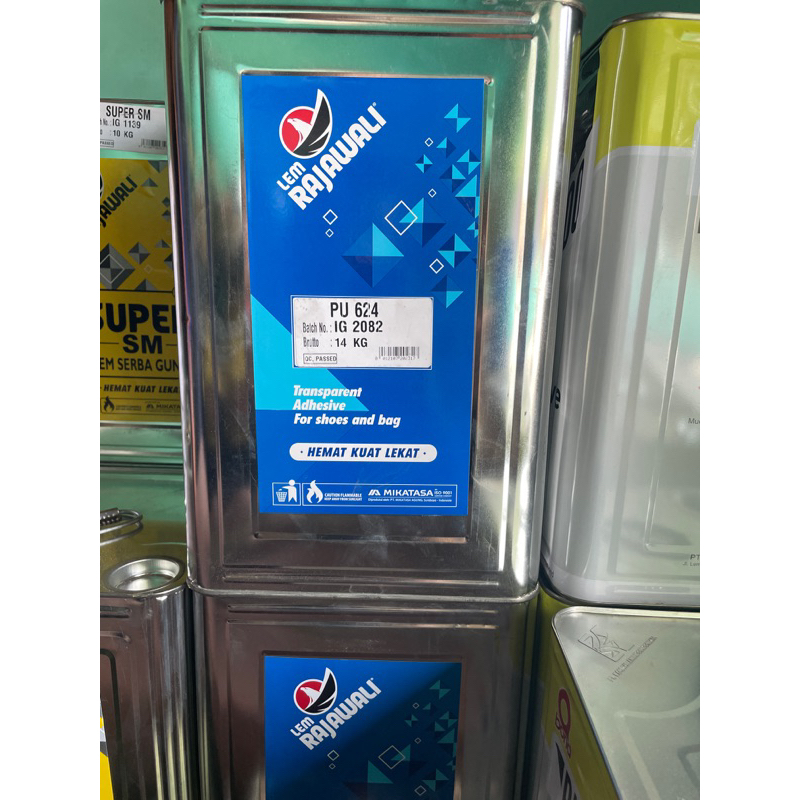 SUPER SM
IG 1139
10 KG
RAJAWALI
SUPER
SM
HEMAT KUAT LEKAT
LEM
RAJAWALI
PU 624
Batch No. : IG 2082
Brutto : 14 KG
QC. PASSED
Transparent
Adhesive
For shoes and bag
· HEMAT KUAT LEKAT ·
CAUTION FLAMMABLE
MIKATASA
ISO 9001
LEM
RAJAWALI